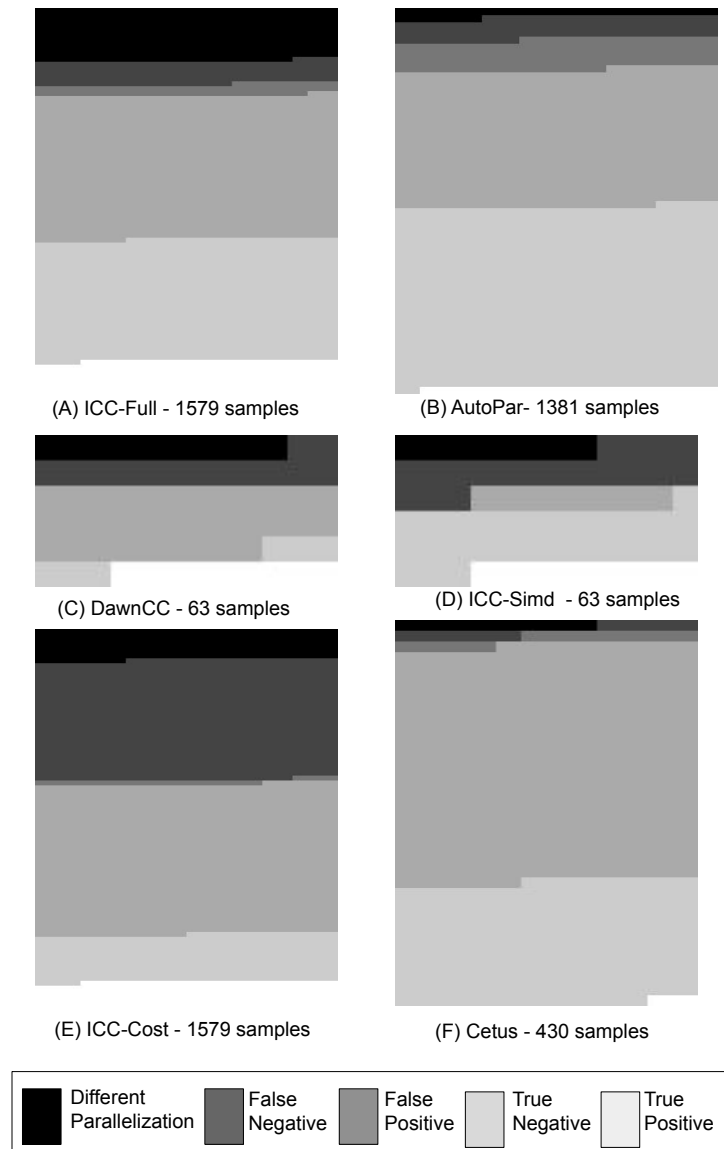 (A) ICC-Full - 1579 samples
(B) AutoPar- 1381 samples
(C) DawnCC - 63 samples
(D) ICC-Simd - 63 samples
(E) ICC-Cost - 1579 samples
(F) Cetus - 430 samples
Different
Parallelization
False
Negative
False
Positive
True
Negative
True
Positive